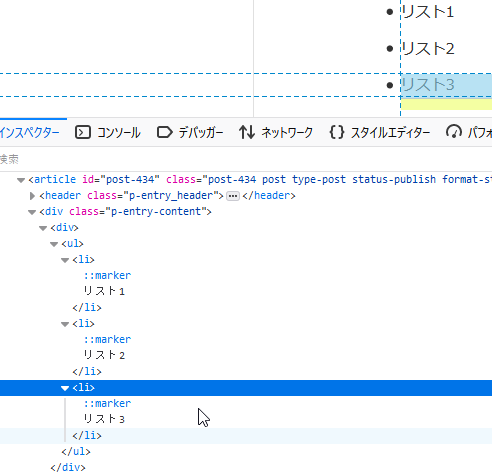 リスト1
リスト2
リスト3
インスペクター コンソール デバッガー ネットワーク {} スタイルエディター パフォ
検索
<article id="post-434" class="post-434 post type-post status-publish format-s
<header class="p-entry_header"> ••• </header>
<div class="p-entry-content">
<div>
<ul>
<li>
::marker
リスト1
</li>
<li>
::marker
リスト2
</li>
<li>
::marker
リスト3
</li>
</ul>
</div>